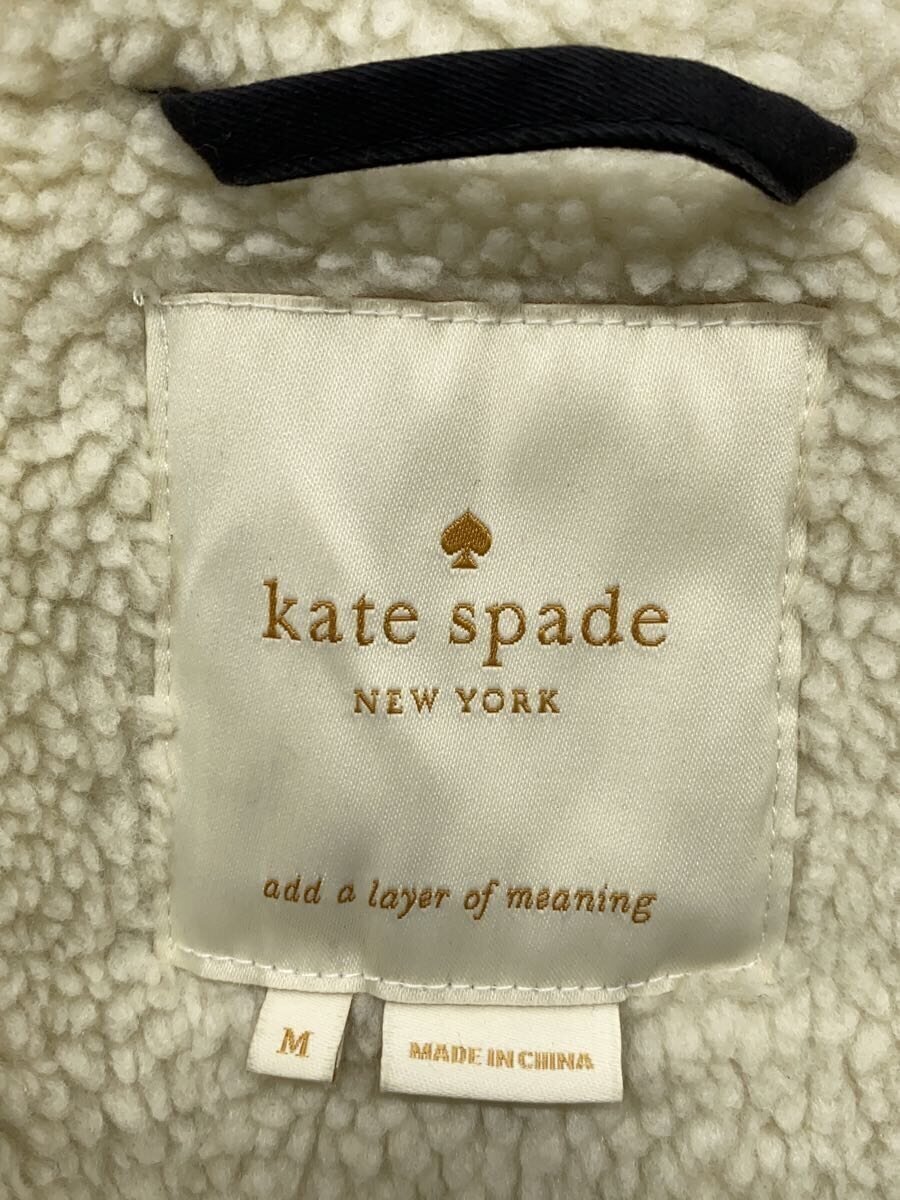 kate spade
NEW YORK
add a layer of meaning
M
MADE IN CHINA